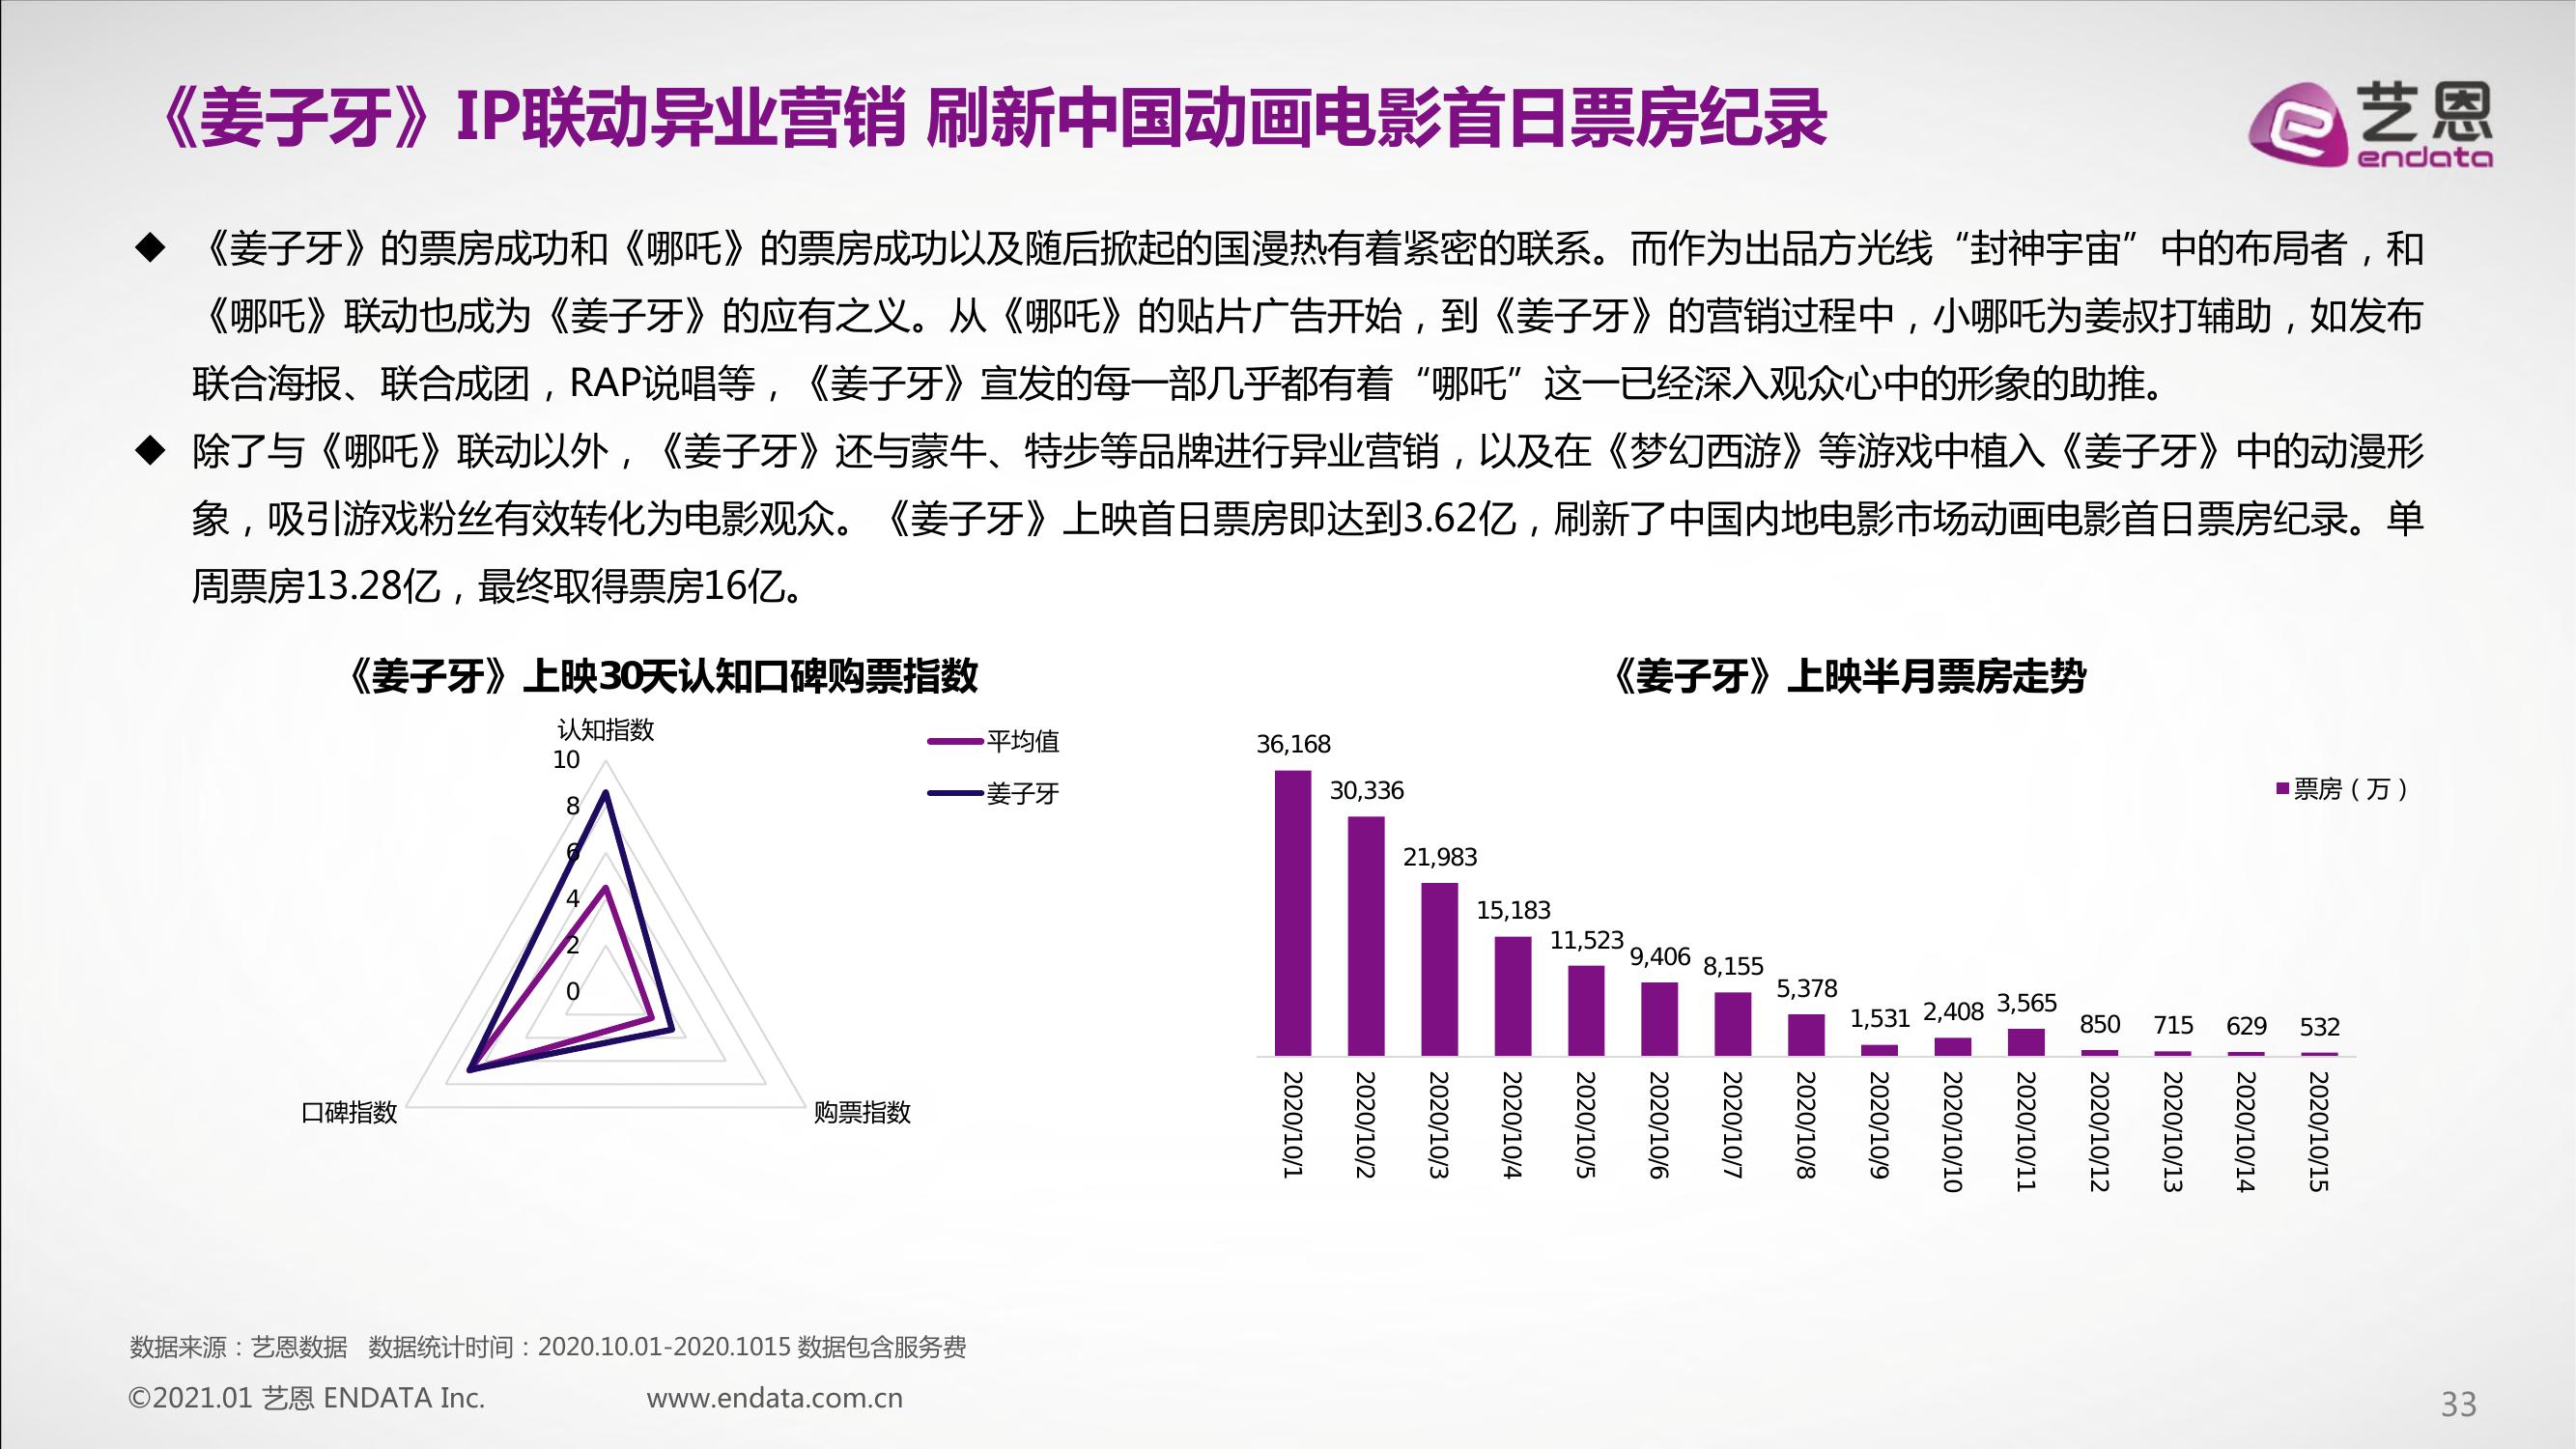 《姜子牙》IP联动异业营销 刷新中国动画电影首日票房纪录
艺恩
endata
◆ 《姜子牙》的票房成功和《哪吒》的票房成功以及随后掀起的国漫热有着紧密的联系。而作为出品方光线“封神宇宙”中的布局者，和
《哪吒》联动也成为《姜子牙》的应有之义。从《哪吒》的贴片广告开始，到《姜子牙》的营销过程中，小哪吒为姜叔打辅助，如发布
联合海报、联合成团，RAP说唱等，《姜子牙》宣发的每一部几乎都有着“哪吒”这一已经深入观众心中的形象的助推。
◆ 除了与《哪吒》联动以外，《姜子牙》还与蒙牛、特步等品牌进行异业营销，以及在《梦幻西游》等游戏中植入《姜子牙》中的动漫形
象，吸引游戏粉丝有效转化为电影观众。《姜子牙》上映首日票房即达到3.62亿，刷新了中国内地电影市场动画电影首日票房纪录。单
周票房13.28亿，最终取得票房16亿。
《姜子牙》上映30天认知口碑购票指数
认知指数
10
8
6
4
2
0
口碑指数
购票指数
平均值
姜子牙
《姜子牙》上映半月票房走势
票房（万）
36,168
30,336
21,983
15,183
11,523
9,406
8,155
5,378
1,531
2,408
3,565
850
715
629
532
2020/10/1
2020/10/2
2020/10/3
2020/10/4
2020/10/5
2020/10/6
2020/10/7
2020/10/8
2020/10/9
2020/10/10
2020/10/11
2020/10/12
2020/10/13
2020/10/14
2020/10/15
数据来源：艺恩数据 数据统计时间：2020.10.01-2020.1015 数据包含服务费
©2021.01 艺恩 ENDATA Inc. www.endata.com.cn
33